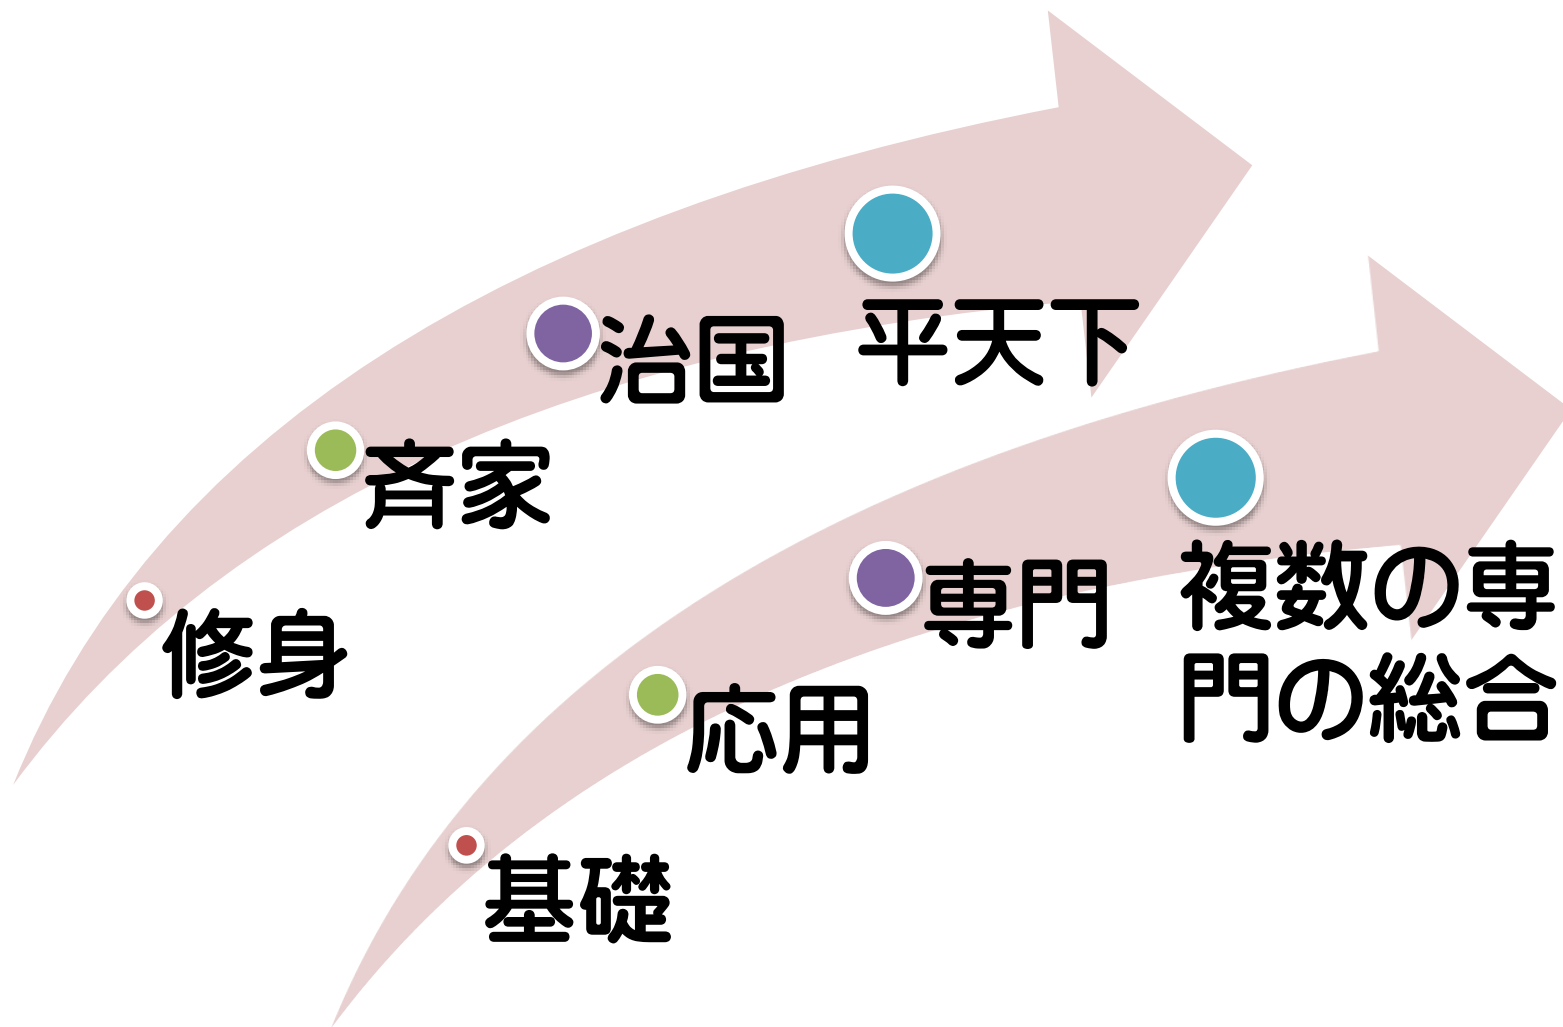 修身
斉家
治国
平天下
基礎
応用
専門
複数の専
門の総合